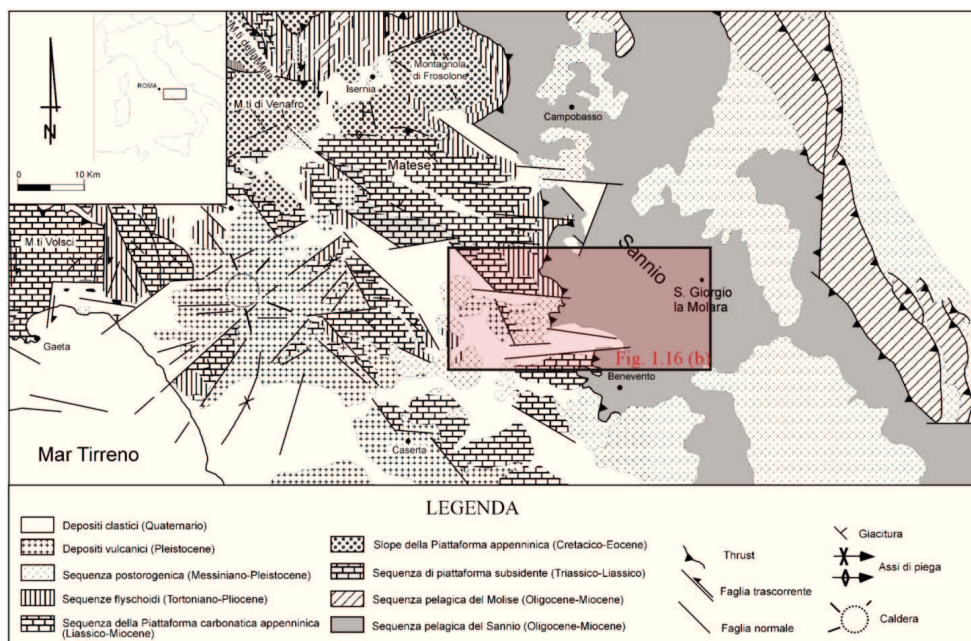 ROMA
N
0 10 Km
M.ti della Meta
Isernia
Montagnola
di Frosolone
M.ti di Venafro
Campobasso
Matese
M.ti Volsci
Sannio
S. Giorgio
la Molara
Gaeta
Fig. 1.16 (b)
Benevento
Mar Tirreno
Caserta
LEGENDA
Depositi clastici (Quaternario)
Depositi vulcanici (Pleistocene)
Sequenza postorogenica (Messiniano-Pleistocene)
Sequenze flyschoidi (Tortoniano-Pliocene)
Sequenza della Piattaforma carbonatica appenninica
(Liassico-Miocene)
Slope della Piattaforma appenninica (Cretacico-Eocene)
Sequenza di piattaforma subsidente (Triassico-Liassico)
Sequenza pelagica del Molise (Oligocene-Miocene)
Sequenza pelagica del Sannio (Oligocene-Miocene)
Thrust
Faglia trascorrente
Faglia normale
Giacitura
Assi di piega
Caldera